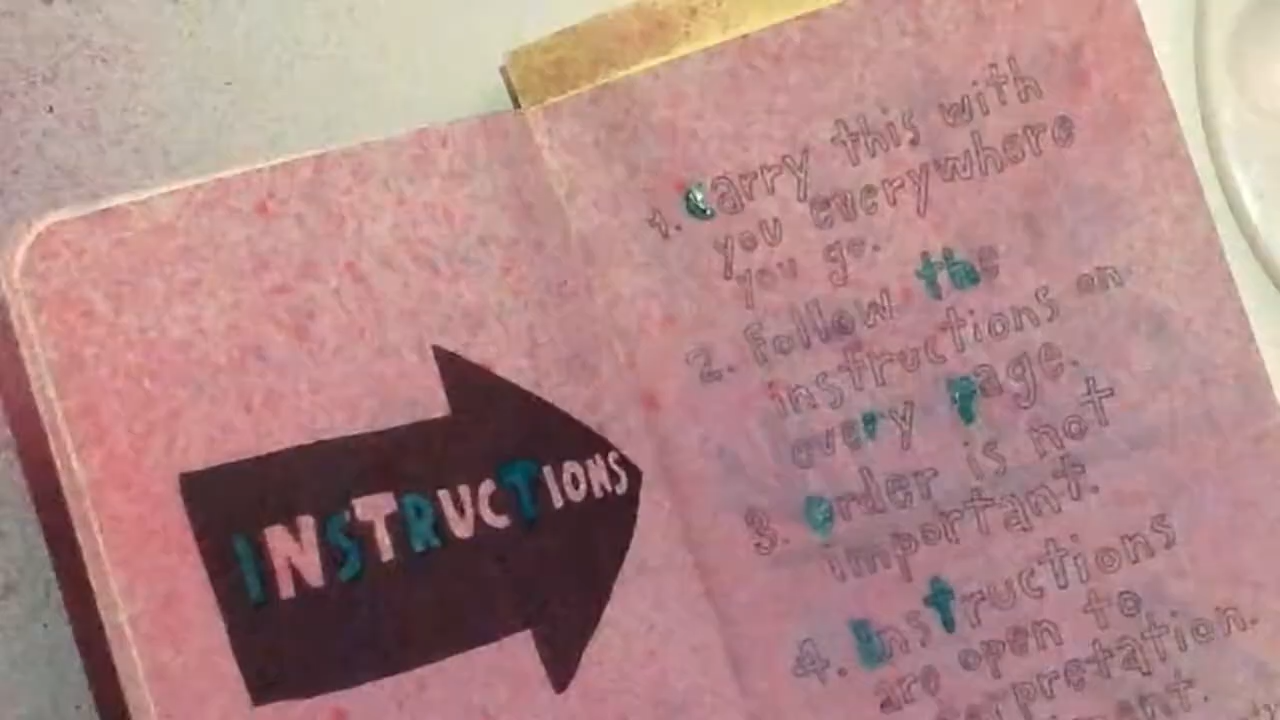 INSTRUCTIONS
1. Carry this with
you everywhere
you go.
2. Follow the
instructions on
every page.
3. Order is not
important.
4. Instructions
are open to